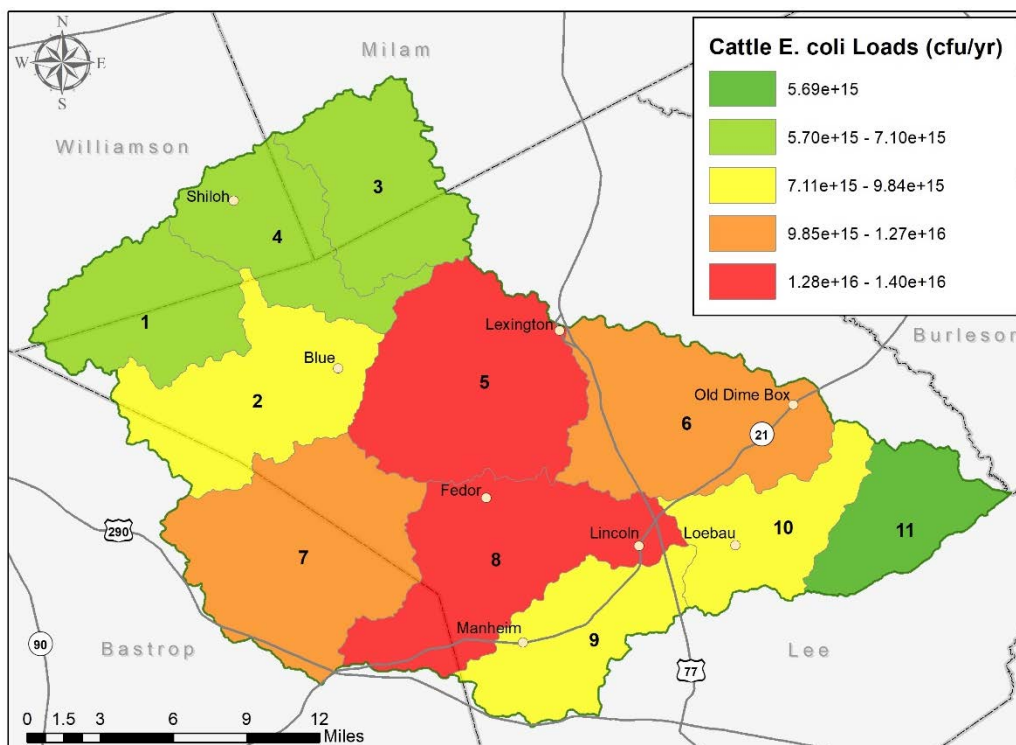 N
W E
S
Milam
Williamson
Burleson
Bastrop
Lee
Cattle E. coli Loads (cfu/yr)
5.69e+15
5.70e+15 - 7.10e+15
7.11e+15 - 9.84e+15
9.85e+15 - 1.27e+16
1.28e+16 - 1.40e+16
3
Shiloh
4
1
Lexington
Blue
2
5
Old Dime Box
6
21
Fedor
290
7
8
Lincoln
Loebau
10
11
Manheim
9
90
77
0 1.5 3 6 9 12
Miles